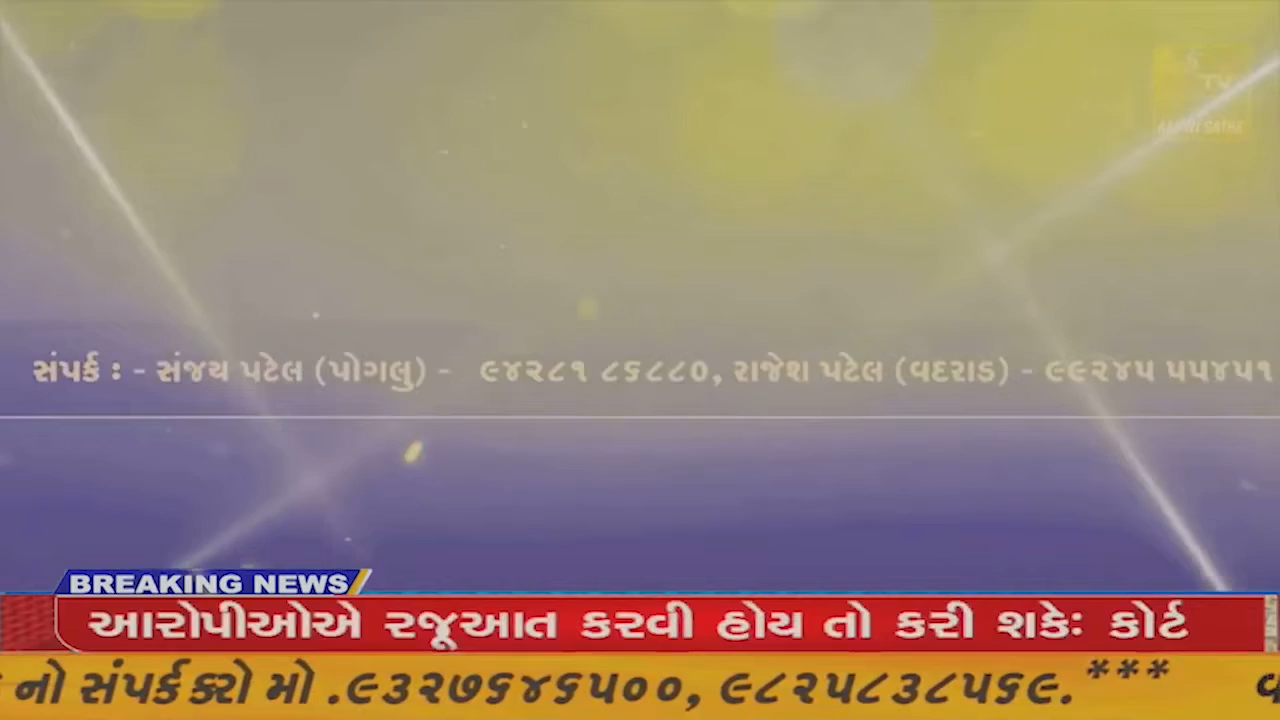 TV
સંપર્ક : - સંજય પટેલ (પોગલુ) - ૯૪૨૮૧ ૮૬૮૮૦, રાજેશ પટેલ (વદરાડ) - ૯૯૨૪૫ ૫૫૪૫૧
BREAKING NEWS
આરોપીઓએ રજૂઆત કરવી હોય તો કરી શકેઃ કોર્ટ
નો સંપર્ક કરો મો .૯૩૨૭૬૪૬૫૦૦, ૯૮૨૫૮૩૮૫૬૯.***